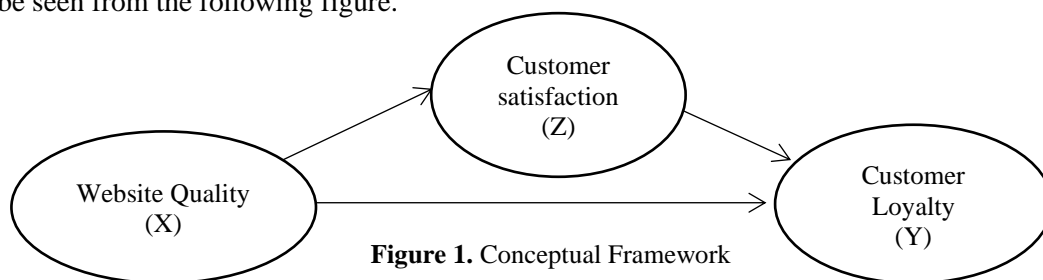 be seen from the following figure.
Customer
satisfaction
(Z)
Website Quality
(X)
Customer
Loyalty
(Y)
Figure 1. Conceptual Framework